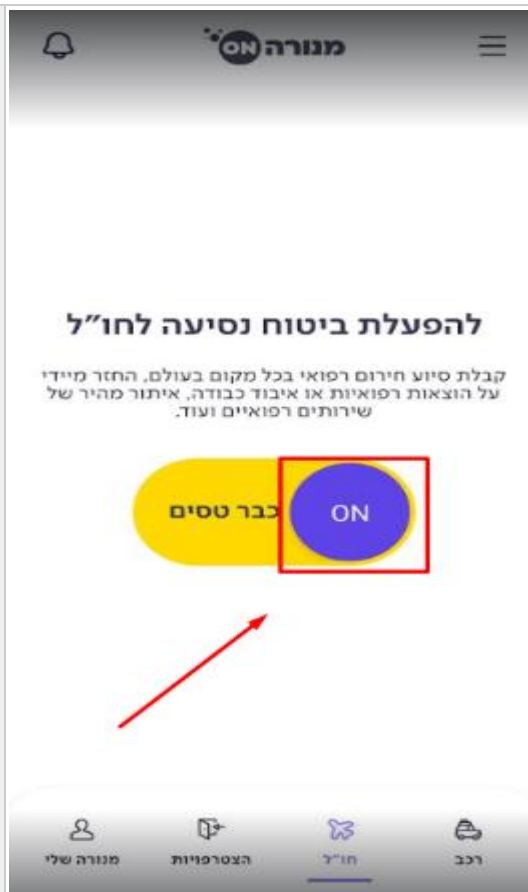 מנורה ON
להפעלת ביטוח נסיעה לחו״ל
קבלת סיוע חירום רפואי בכל מקום בעולם, החזר מיידי
על הוצאות רפואיות או איבוד כבודה, איתור מהיר של
שירותים רפואיים ועוד.
ON כבר טסים
רכב
חו״ל
הצטרפויות
מנורה שלי